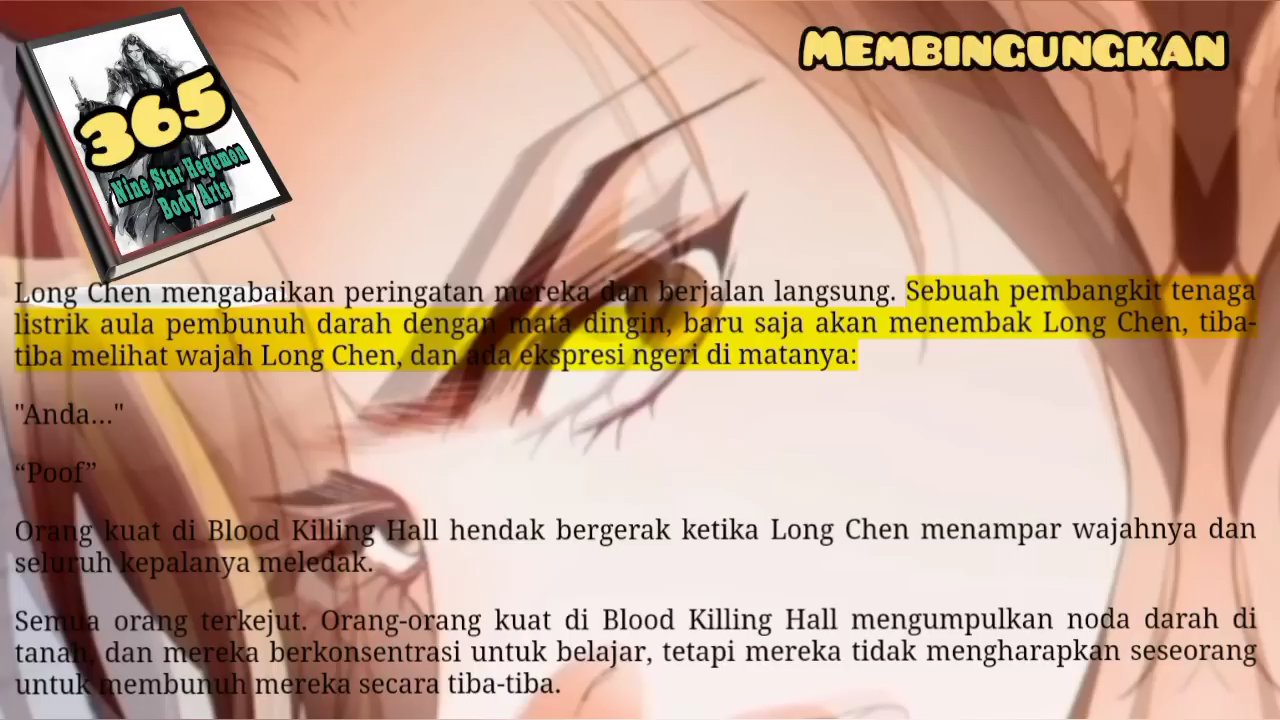 MEMBINGUNGKAN
365
Nine Star Hegemon
Body Arts
Long Chen mengabaikan peringatan mereka dan berjalan langsung. Sebuah pembangkit tenaga
listrik aula pembunuh darah dengan mata dingin, baru saja akan menembak Long Chen, tiba-
tiba melihat wajah Long Chen, dan ada ekspresi ngeri di matanya:
"Anda..."
“Poof”
Orang kuat di Blood Killing Hall hendak bergerak ketika Long Chen menampar wajahnya dan
seluruh kepalanya meledak.
Semua orang terkejut. Orang-orang kuat di Blood Killing Hall mengumpulkan noda darah di
tanah, dan mereka berkonsentrasi untuk belajar, tetapi mereka tidak mengharapkan seseorang
untuk membunuh mereka secara tiba-tiba.